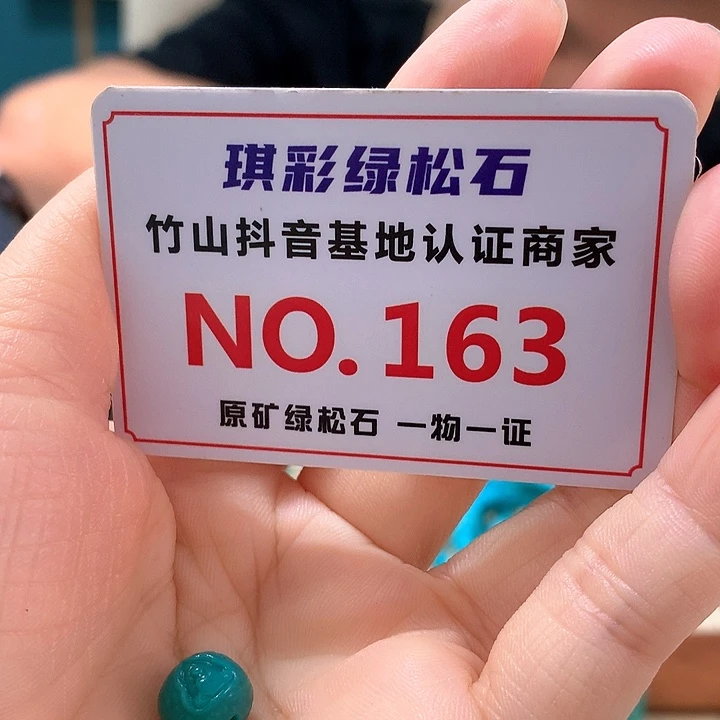 琪彩绿松石
竹山抖音基地认证商家
NO.163
原矿绿松石 一物一证